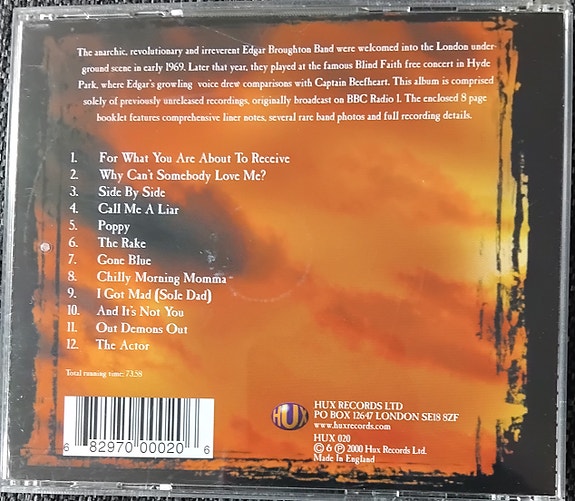 The anarchic, revolutionary and irreverent Edgar Broughton Band were welcomed into the London under-
ground scene in early 1969. Later that year, they played at the famous Blind Faith free concert in Hyde
Park, where Edgar's growling voice drew comparisons with Captain Beefheart. This album is comprised
solely of previously unreleased recordings, originally broadcast on BBC Radio 1. The enclosed 8 page
booklet features comprehensive liner notes, several rare band photos and full recording details.
1. For What You Are About To Receive
2. Why Can't Somebody Love Me?
3. Side By Side
4. Call Me A Liar
5. Poppy
6. The Rake
7. Gone Blue
8. Chilly Morning Momma
9. I Got Mad (Sole Dad)
10. And It's Not You
11. Out Demons Out
12. The Actor
Total running time: 73.58
6 82970 00020 6
HUX
HUX RECORDS LTD
PO BOX 12647 LONDON SE18 8ZF
www.huxrecords.com
HUX 020
© & ℗ 2000 Hux Records Ltd.
Made In England